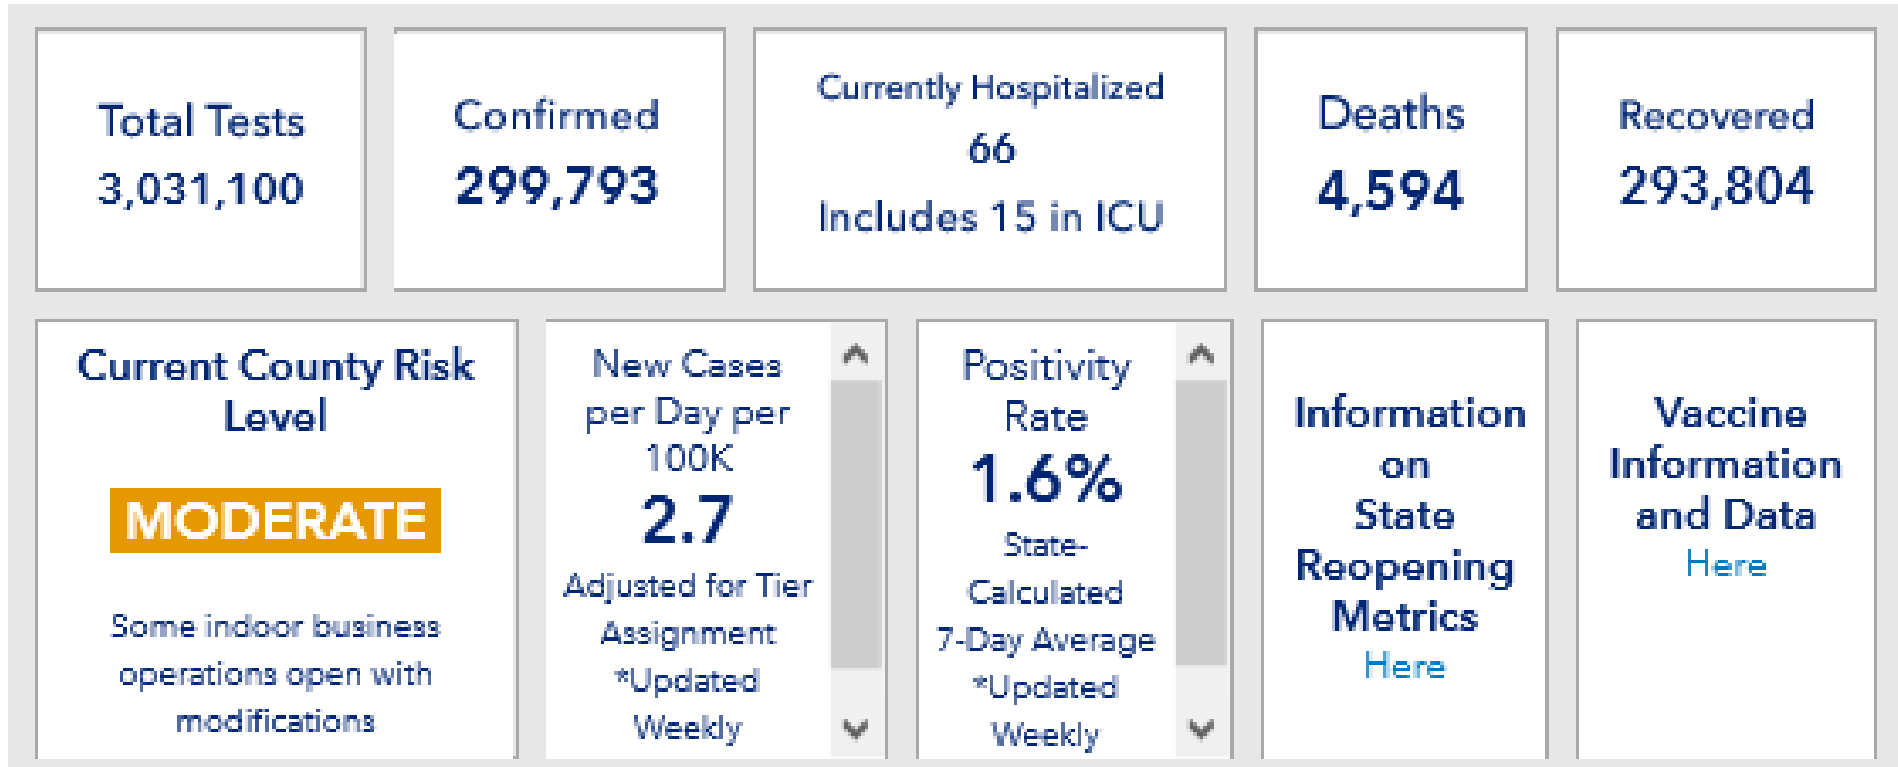 Total Tests
3,031,100
Confirmed
299,793
Currently Hospitalized
66
Includes 15 in ICU
Deaths
4,594
Recovered
293,804
Current County Risk
Level
MODERATE
Some indoor business
operations open with
modifications
New Cases
per Day per
100K
2.7
Adjusted for Tier
Assignment
*Updated
Weekly
Positivity
Rate
1.6%
State-
Calculated
7-Day Average
*Updated
Weekly
Information
on
State
Reopening
Metrics
Here
Vaccine
Information
and Data
Here